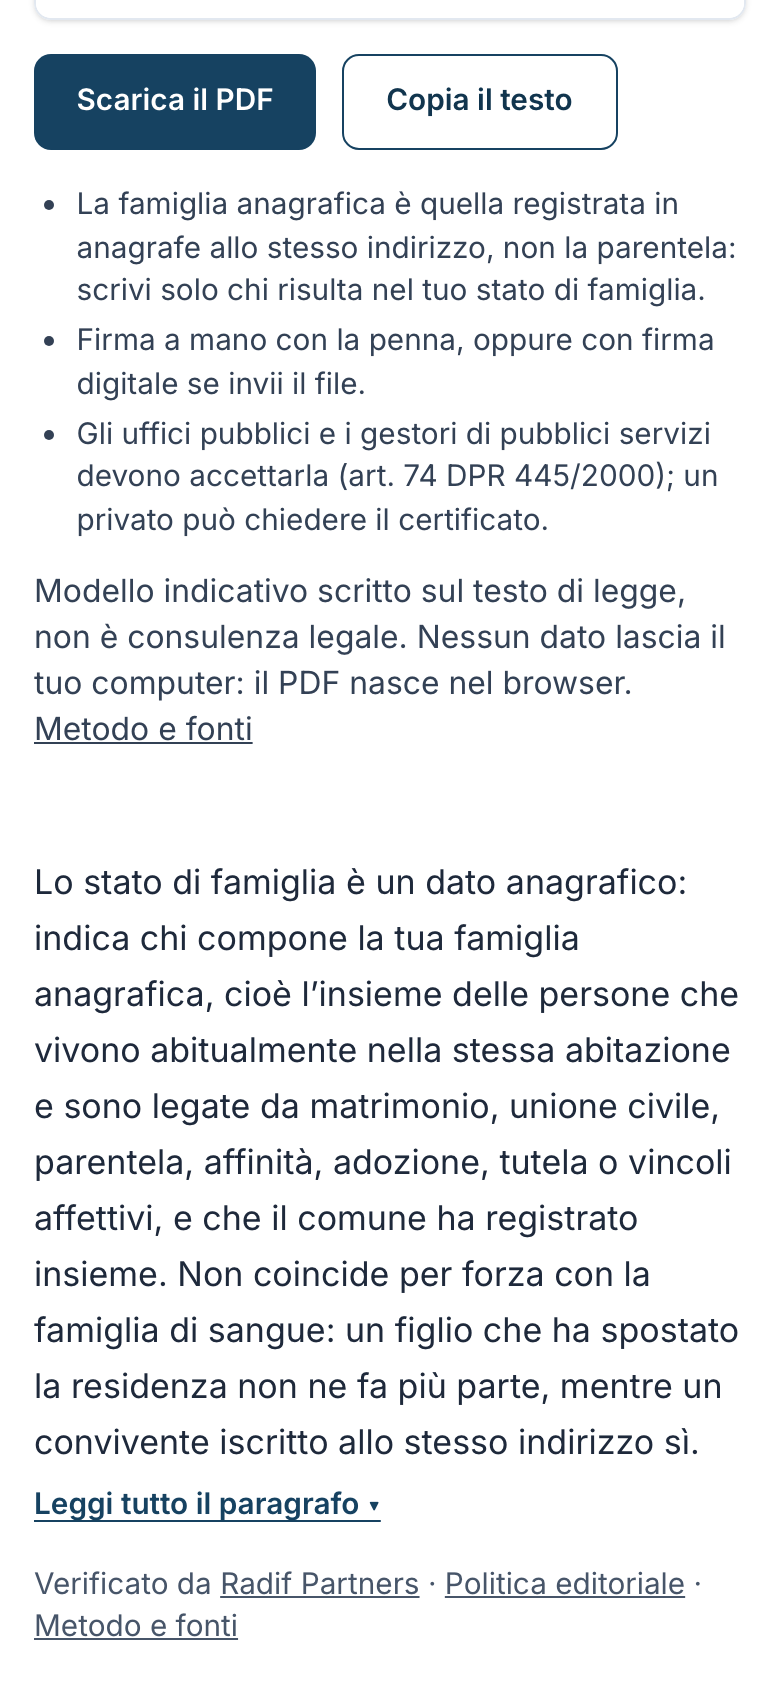 Scarica il PDF
Copia il testo
• La famiglia anagrafica è quella registrata in
anagrafe allo stesso indirizzo, non la parentela:
scrivi solo chi risulta nel tuo stato di famiglia.
• Firma a mano con la penna, oppure con firma
digitale se invii il file.
• Gli uffici pubblici e i gestori di pubblici servizi
devono accettarla (art. 74 DPR 445/2000); un
privato può chiedere il certificato.
Modello indicativo scritto sul testo di legge,
non è consulenza legale. Nessun dato lascia il
tuo computer: il PDF nasce nel browser.
Metodo e fonti
Lo stato di famiglia è un dato anagrafico:
indica chi compone la tua famiglia
anagrafica, cioè l’insieme delle persone che
vivono abitualmente nella stessa abitazione
e sono legate da matrimonio, unione civile,
parentela, affinità, adozione, tutela o vincoli
affettivi, e che il comune ha registrato
insieme. Non coincide per forza con la
famiglia di sangue: un figlio che ha spostato
la residenza non ne fa più parte, mentre un
convivente iscritto allo stesso indirizzo sì.
Leggi tutto il paragrafo ▾
Verificato da Radif Partners · Politica editoriale ·
Metodo e fonti